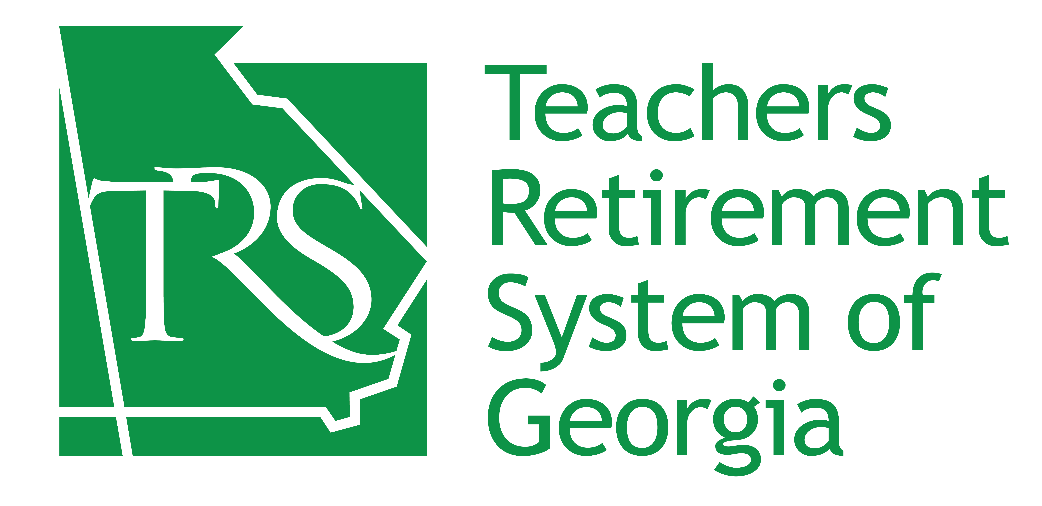 TRS
Teachers
Retirement
System of
Georgia